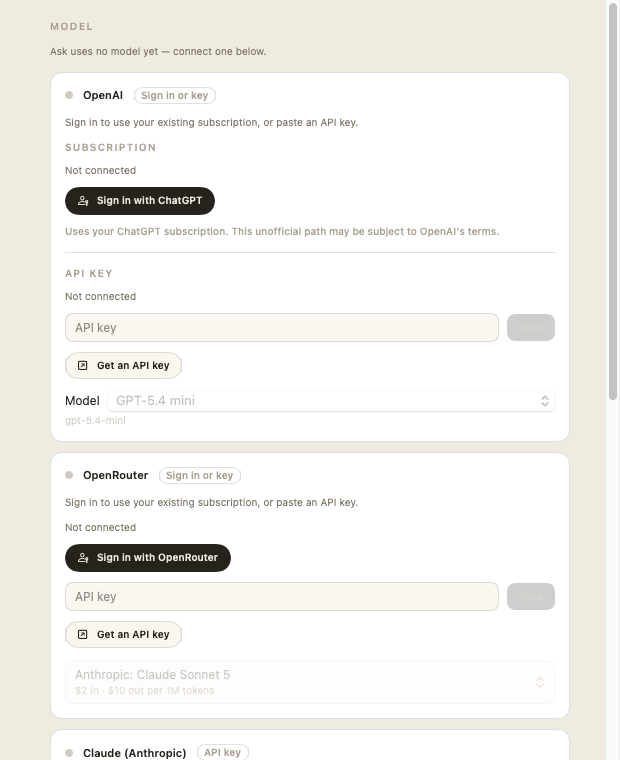 MODEL
Ask uses no model yet — connect one below.
OpenAI Sign in or key
Sign in to use your existing subscription, or paste an API key.
SUBSCRIPTION
Not connected
Sign in with ChatGPT
Uses your ChatGPT subscription. This unofficial path may be subject to OpenAI's terms.
API KEY
Not connected
API key Save
Get an API key
Model GPT-5.4 mini
gpt-5.4-mini
OpenRouter Sign in or key
Sign in to use your existing subscription, or paste an API key.
Not connected
Sign in with OpenRouter
API key Save
Get an API key
Anthropic: Claude Sonnet 5
$2 in · $10 out per 1M tokens
Claude (Anthropic) API key